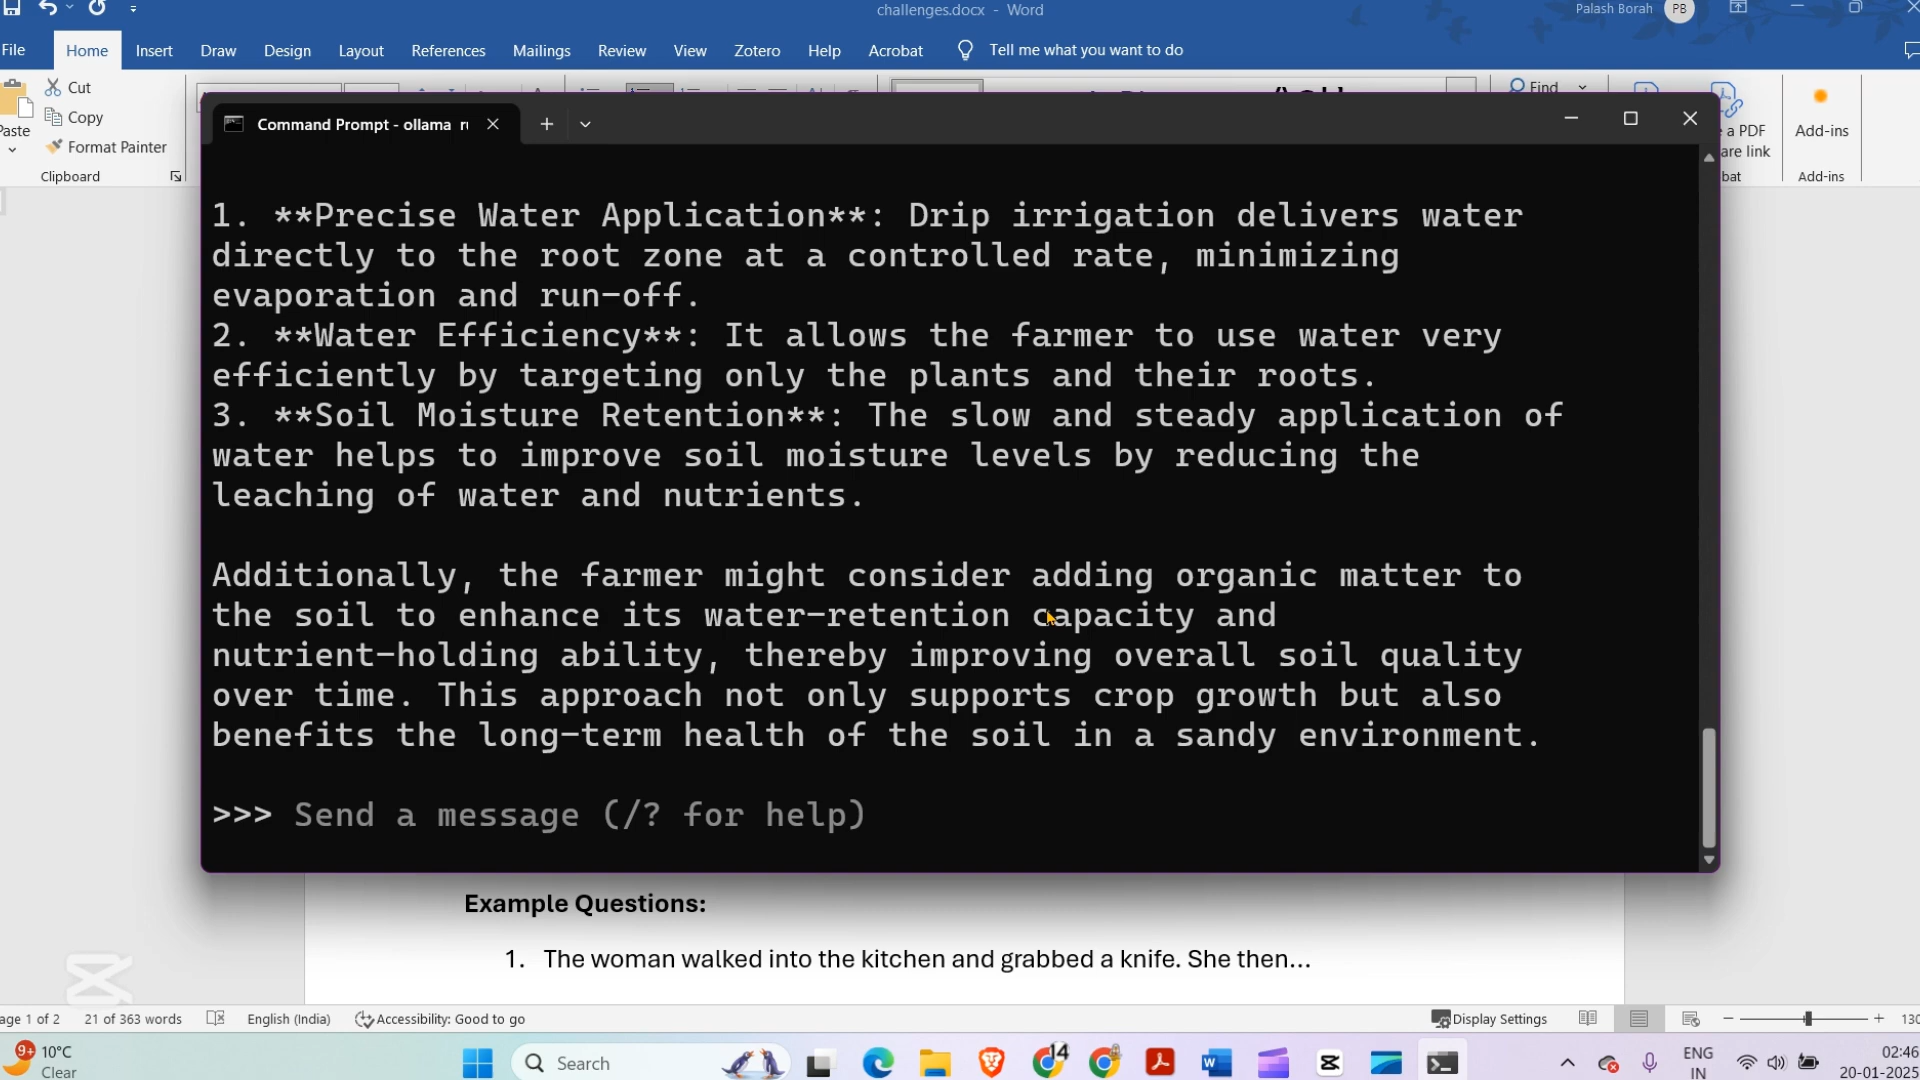 challenges.docx - Word
Palash Borah PB
File Home Insert Draw Design Layout References Mailings Review View Zotero Help Acrobat Tell me what you want to do
Cut
Copy
Paste
Format Painter
Clipboard
Find
a PDF
are link
bat
Add-ins
Add-ins
Command Prompt - ollama
1. **Precise Water Application**: Drip irrigation delivers water
directly to the root zone at a controlled rate, minimizing
evaporation and run-off.
2. **Water Efficiency**: It allows the farmer to use water very
efficiently by targeting only the plants and their roots.
3. **Soil Moisture Retention**: The slow and steady application of
water helps to improve soil moisture levels by reducing the
leaching of water and nutrients.
Additionally, the farmer might consider adding organic matter to
the soil to enhance its water-retention capacity and
nutrient-holding ability, thereby improving overall soil quality
over time. This approach not only supports crop growth but also
benefits the long-term health of the soil in a sandy environment.
>>> Send a message (/? for help)
Example Questions:
1. The woman walked into the kitchen and grabbed a knife. She then...
age 1 of 2 21 of 363 words English (India) Accessibility: Good to go Display Settings 130
9+ 10°C
Clear
Search
14
ENG
IN
02:46
20-01-2025